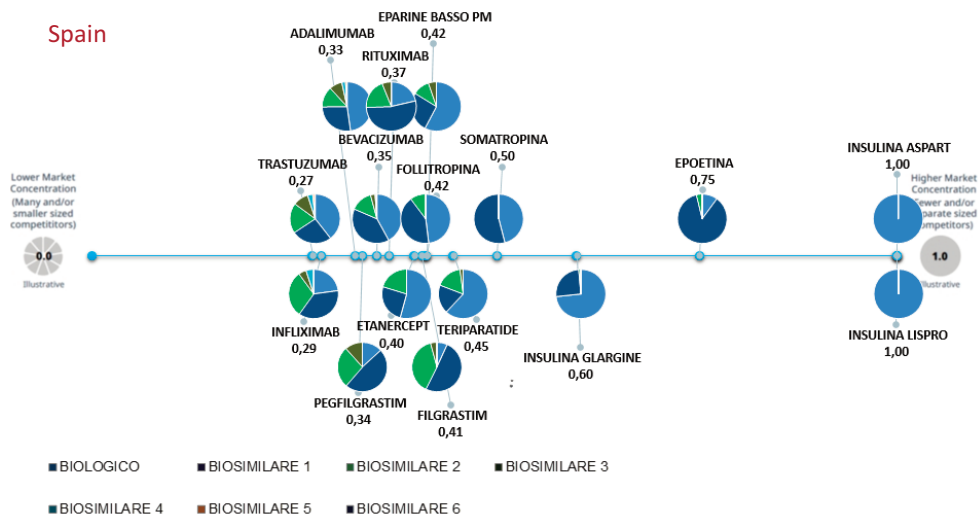 Spain
EPARINE BASSO PM
0,42
ADALIMUMAB
0,33
RITUXIMAB
0,37
BEVACIZUMAB
0,35
SOMATROPINA
0,50
TRASTUZUMAB
0,27
FOLLITROPINA
0,42
EPOETINA
0,75
INSULINA ASPART
1,00
Lower Market
Concentration
(Many and/or
smaller sized
competititors)
0.0
Illustrative
Higher Market
Concentration
1.0
INFLIXIMAB
0,29
ETANERCEPT
0,40
TERIPARATIDE
0,45
INSULINA GLARGINE
0,60
INSULINA LISPRO
1,00
PEGFILGRASTIM
0,34
FILGRASTIM
0,41
:
BIOLOGICO
BIOSIMILARE 1
BIOSIMILARE 2
BIOSIMILARE 3
BIOSIMILARE 4
BIOSIMILARE 5
BIOSIMILARE 6